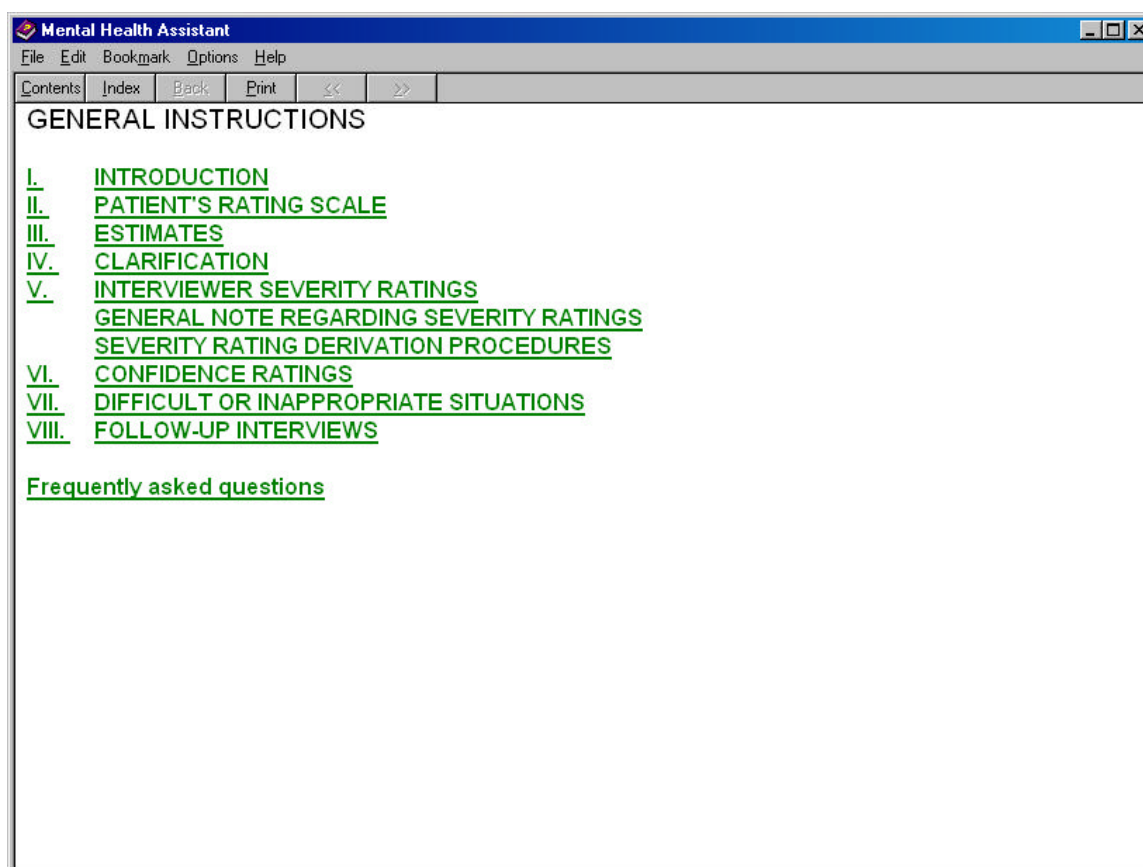 Mental Health Assistant
File Edit Bookmark Options Help
Contents Index Back Print << >>
GENERAL INSTRUCTIONS
I. INTRODUCTION
II. PATIENT'S RATING SCALE
III. ESTIMATES
IV. CLARIFICATION
V. INTERVIEWER SEVERITY RATINGS
GENERAL NOTE REGARDING SEVERITY RATINGS
SEVERITY RATING DERIVATION PROCEDURES
VI. CONFIDENCE RATINGS
VII. DIFFICULT OR INAPPROPRIATE SITUATIONS
VIII. FOLLOW-UP INTERVIEWS
Frequently asked questions